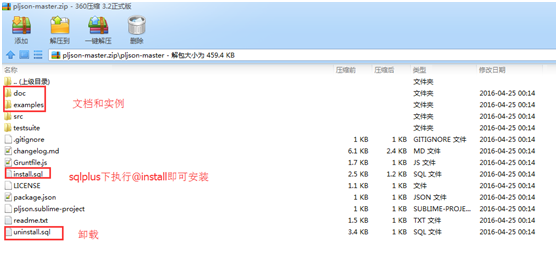 pljson-master.zip - 360压缩 3.2正式版
添加 解压到 一键解压 删除
pljson-master.zip\pljson-master - 解包大小为 459.4 KB
名称 压缩前 压缩后 类型 修改日期
.. (上级目录) 文件夹
doc 文件夹 2016-04-25 00:14
examples 文件夹 2016-04-25 00:14
文档和实例
src 文件夹 2016-04-25 00:14
testsuite 文件夹 2016-04-25 00:14
.gitignore 1 KB 1 KB GITIGNORE 文件 2016-04-25 00:14
changelog.md 6.1 KB 2.4 KB MD 文件 2016-04-25 00:14
Gruntfile.js 1.7 KB 1 KB JS 文件 2016-04-25 00:14
install.sql 2.5 KB 1.2 KB SQL 文件 2016-04-25 00:14
sqlplus下执行@install即可安装
LICENSE 1.1 KB 1 KB 文件 2016-04-25 00:14
package.json 1 KB 1 KB JSON 文件 2016-04-25 00:14
pljson.sublime-project 1 KB 1 KB SUBLIME-PROJE... 2016-04-25 00:14
readme.txt 1.5 KB 1 KB TXT 文件 2016-04-25 00:14
uninstall.sql 3.4 KB 1 KB SQL 文件 2016-04-25 00:14
卸载